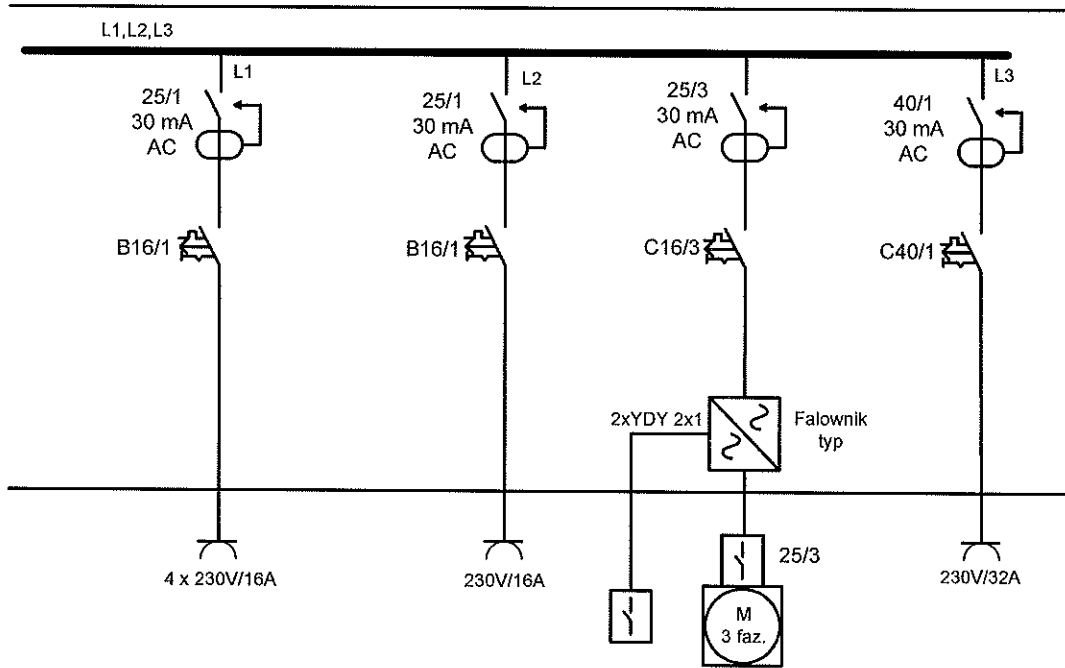 L1,L2,L3
L1
25/1
30 mA
AC
B16/1
4 x 230V/16A
L2
25/1
30 mA
AC
B16/1
230V/16A
25/3
30 mA
AC
C16/3
2xYDY 2x1
Falownik
typ
25/3
M
3 faz.
L3
40/1
30 mA
AC
C40/1
230V/32A